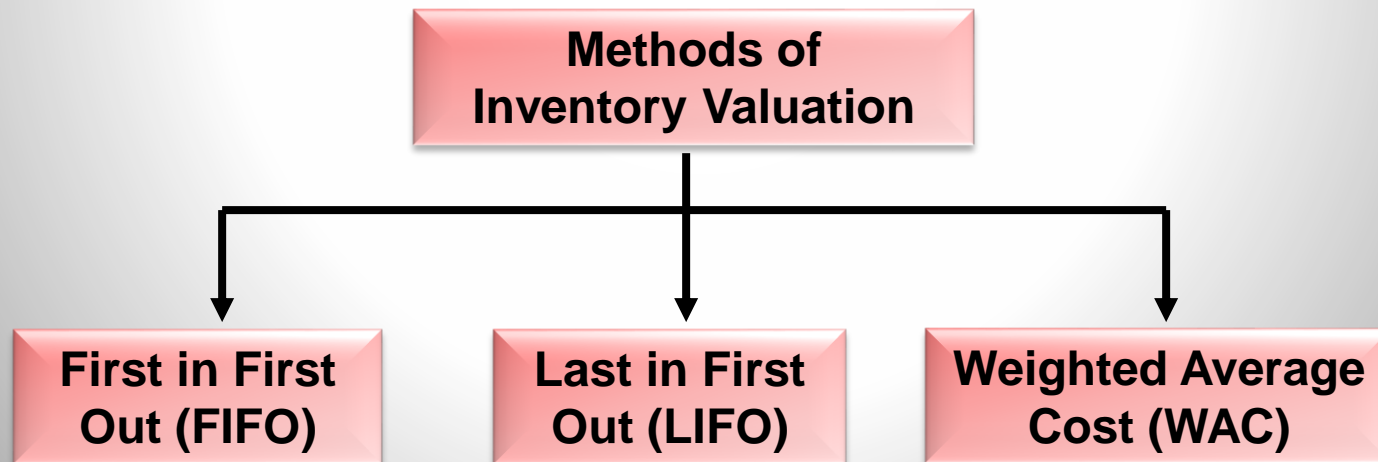 Methods of
Inventory Valuation
First in First
Out (FIFO)
Last in First
Out (LIFO)
Weighted Average
Cost (WAC)